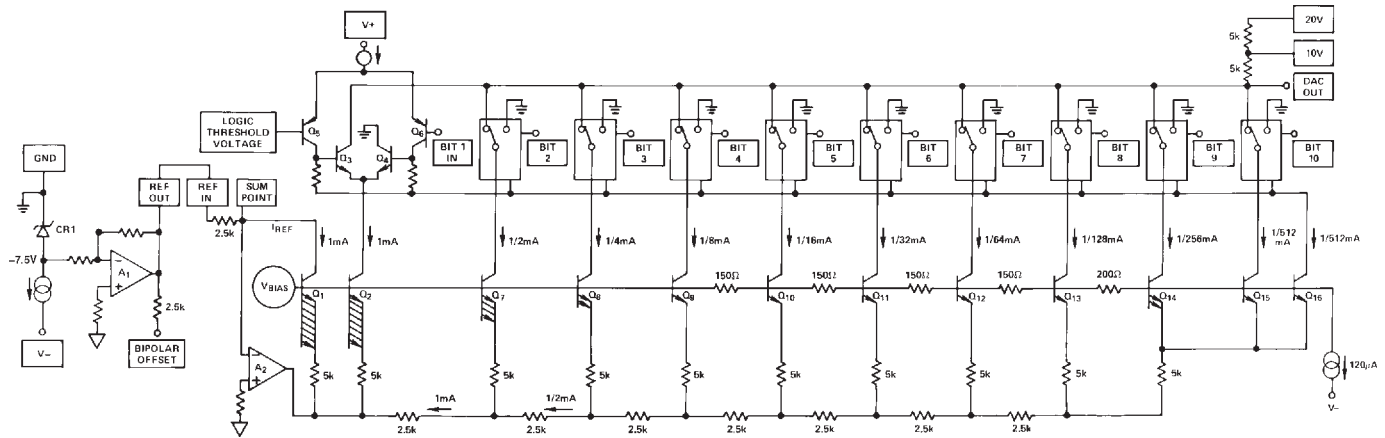 V+
20V
5k
10V
5k
DAC
OUT
LOGIC
THRESHOLD
VOLTAGE
Q5
Q6
Q3
Q4
BIT 1
IN
BIT
2
BIT
3
BIT
4
BIT
5
BIT
6
BIT
7
BIT
8
BIT
9
BIT
10
GND
REF
OUT
REF
IN
SUM
POINT
CR1
2.5k
IREF
1mA
1mA
1/2mA
1/4mA
1/8mA
1/16mA
1/32mA
1/64mA
1/128mA
1/256mA
1/512
mA
1/512mA
-7.5V
A1
−
+
2.5k
VBIAS
150Ω
150Ω
150Ω
150Ω
200Ω
Q1
Q2
Q7
Q8
Q9
Q10
Q11
Q12
Q13
Q14
Q15
Q16
V−
BIPOLAR
OFFSET
A2
−
+
5k
5k
5k
5k
5k
5k
5k
5k
5k
5k
120µA
V−
1mA
1/2mA
2.5k
2.5k
2.5k
2.5k
2.5k
2.5k
2.5k